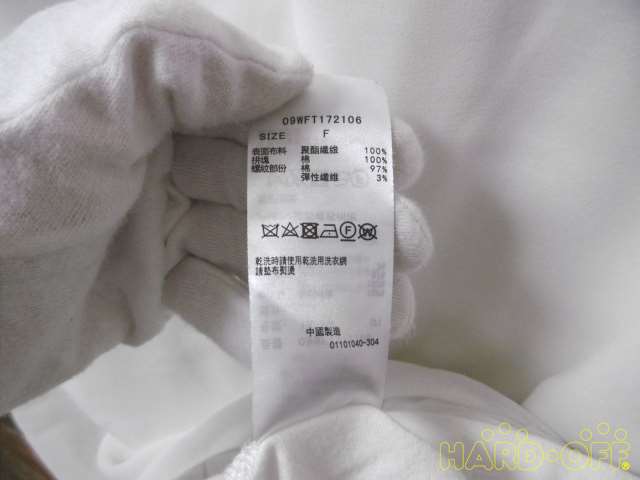 09WFT172106
SIZE F
表面布料 聚酯纖維 100%
拼塊 棉 100%
螺紋部份 棉 97%
彈性纖維 3%
乾洗時請使用乾洗用洗衣網
請墊布熨燙
中國製造
01101040-304
HARD-OFF